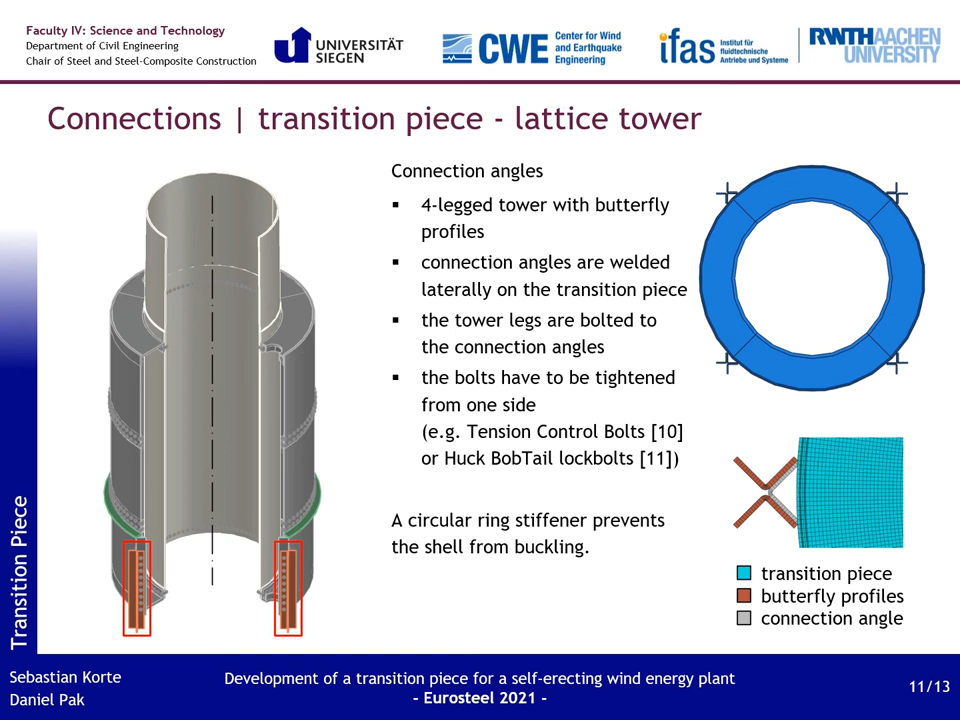 Faculty IV: Science and Technology
Department of Civil Engineering
Chair of Steel and Steel-Composite Construction
UNIVERSITÄT
SIEGEN
CWE
Center for Wind
and Earthquake
Engineering
ifas
Institut für
fluidtechnische
Antriebe und Systeme
RWTHAACHEN
UNIVERSITY
Connections | transition piece - lattice tower
Connection angles
▪ 4-legged tower with butterfly
profiles
▪ connection angles are welded
laterally on the transition piece
▪ the tower legs are bolted to
the connection angles
▪ the bolts have to be tightened
from one side
(e.g. Tension Control Bolts [10]
or Huck BobTail lockbolts [11])
A circular ring stiffener prevents
the shell from buckling.
transition piece
butterfly profiles
connection angle
Transition Piece
Sebastian Korte
Daniel Pak
Development of a transition piece for a self-erecting wind energy plant
- Eurosteel 2021 -
11/13